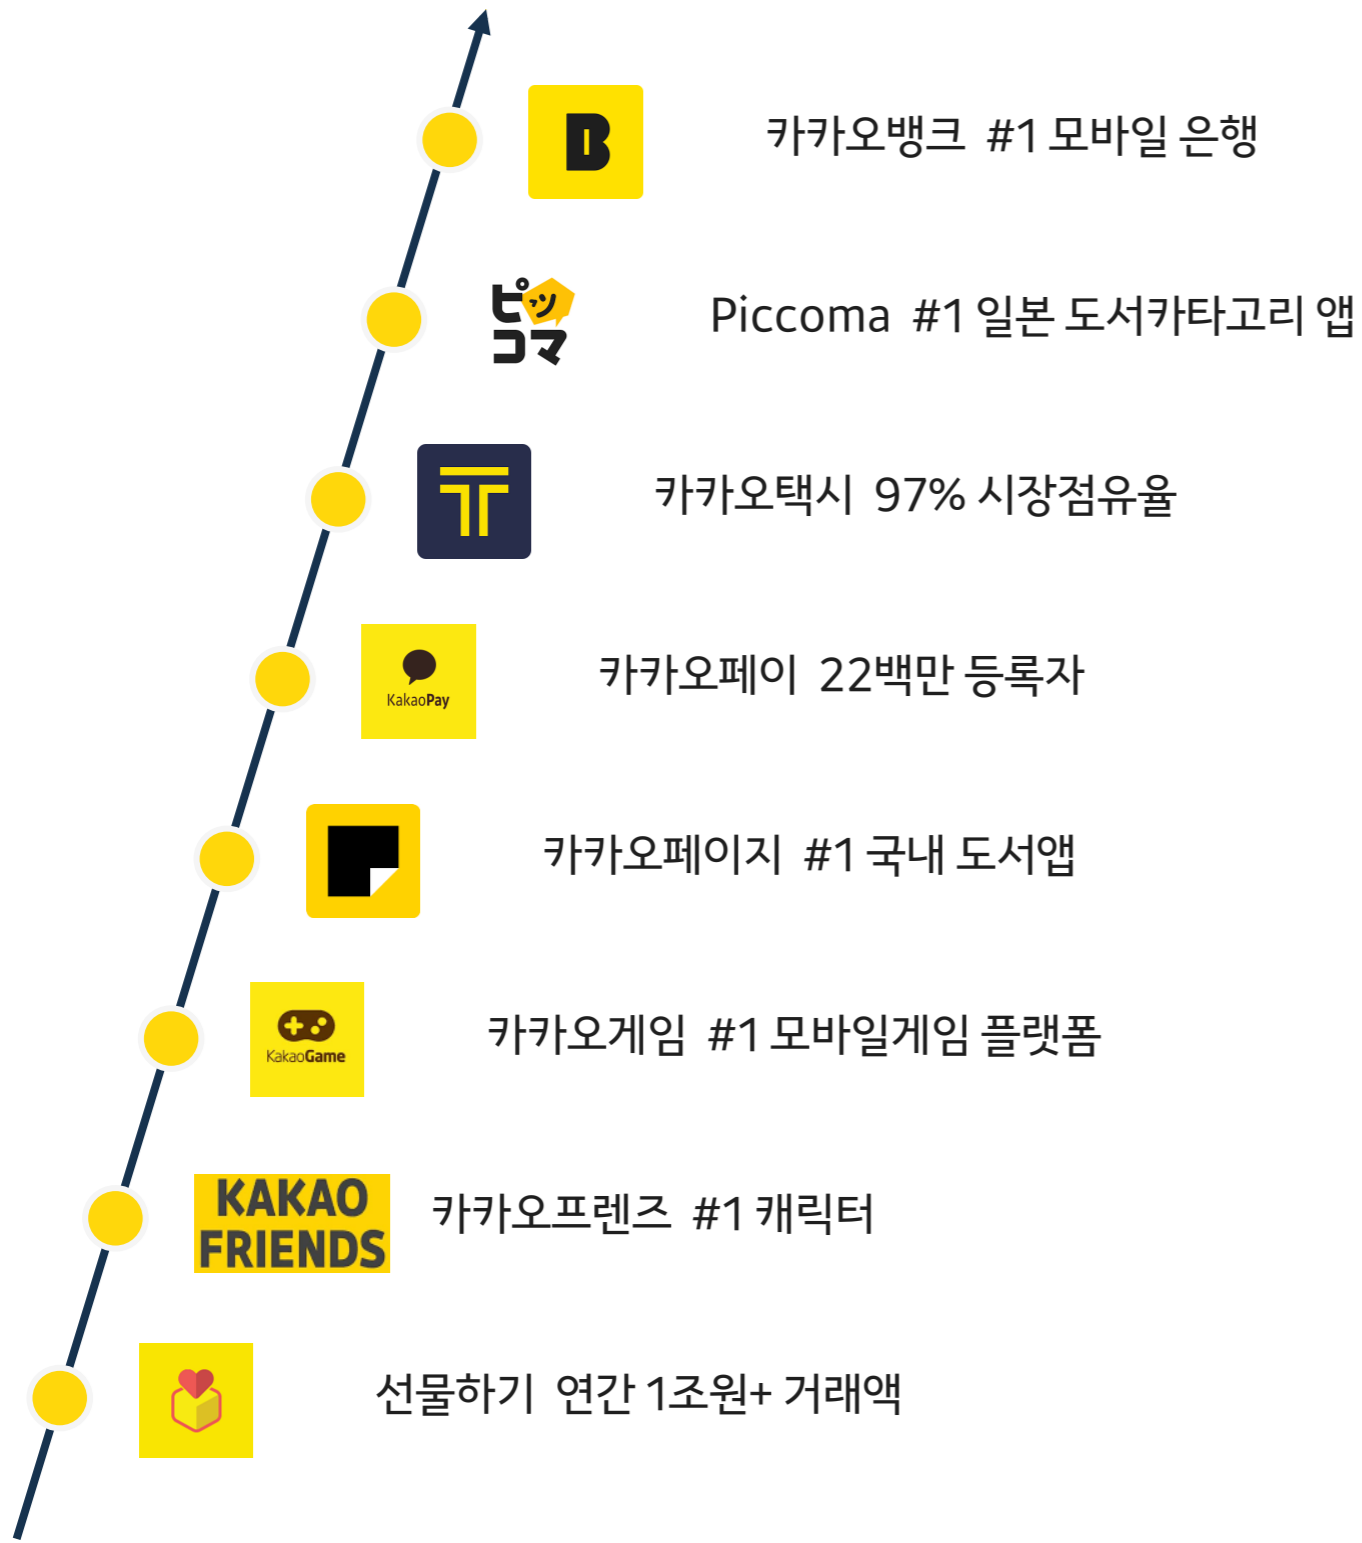 B
카카오뱅크 #1 모바일 은행
ピッ
コマ
Piccoma #1 일본 도서카타고리 앱
T
카카오택시 97% 시장점유율
KakaoPay
카카오페이 22백만 등록자
카카오페이지 #1 국내 도서앱
KakaoGame
카카오게임 #1 모바일게임 플랫폼
KAKAO
FRIENDS
카카오프렌즈 #1 캐릭터
선물하기 연간 1조원+ 거래액